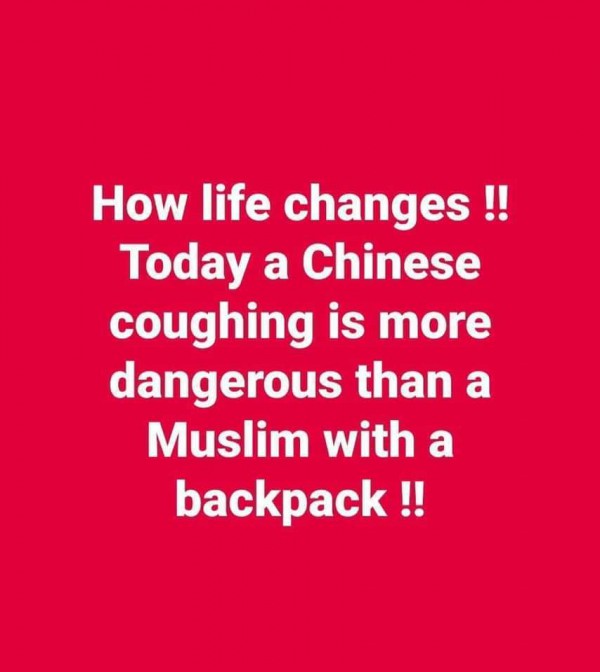 How life changes !!
Today a Chinese
coughing is more
dangerous than a
Muslim with a
backpack !!